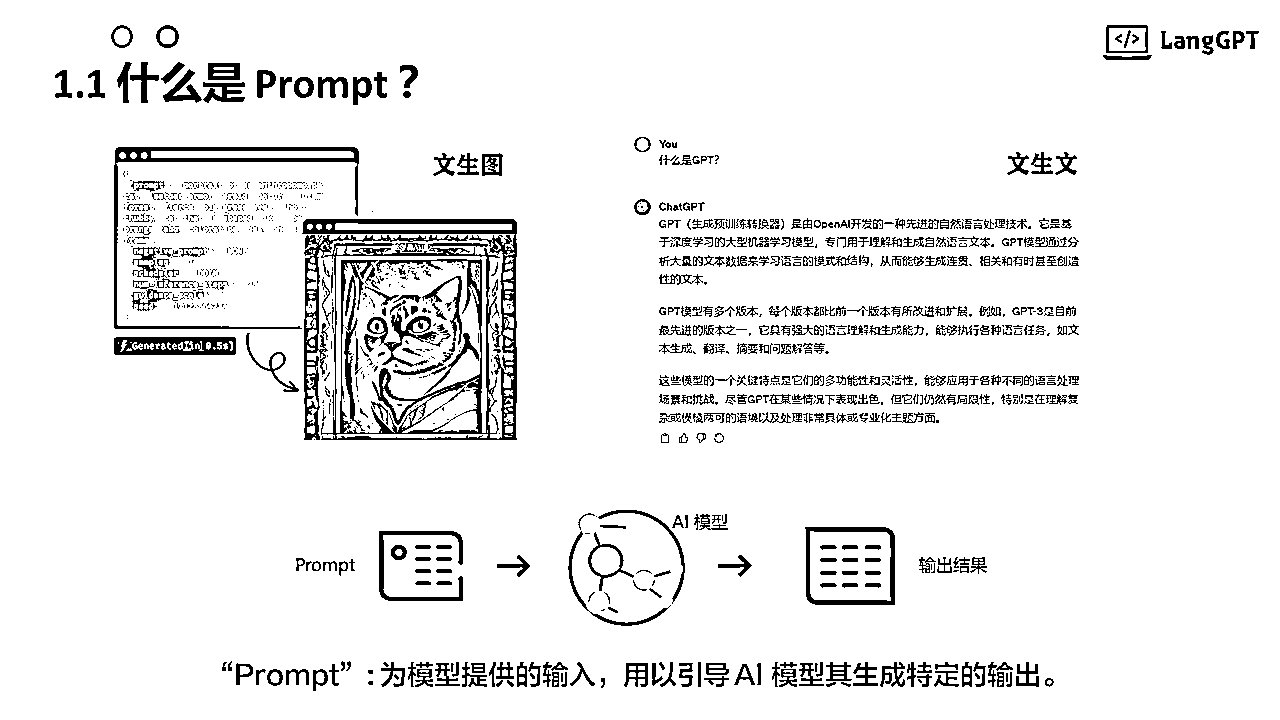 LangGPT
1.1 什么是 Prompt？
文生图
Generated in 0.5s
You
什么是GPT？
文生文
ChatGPT
GPT（生成预训练转换器）是由OpenAI开发的一种先进的自然语言处理技术。它是基
于深度学习的大型机器学习模型，专门用于理解和生成自然语言文本。GPT模型通过分
析大量的文本数据来学习语言的模式和结构，从而能够生成连贯、相关和有时甚至创造
性的文本。
GPT模型有多个版本，每个版本都比前一个版本有所改进和扩展。例如，GPT-3是目前
最先进的版本之一，它具有强大的语言理解和生成能力，能够执行各种语言任务，如文
本生成、翻译、摘要和问题解答等。
这些模型的一个关键特点是它们的多功能性和灵活性，能够应用于各种不同的语言处理
场景和挑战。尽管GPT在某些情况下表现出色，但它们仍然有局限性，特别是在理解复
杂或模棱两可的语境以及处理非常具体或专业化主题方面。
Prompt
AI 模型
输出结果
“Prompt”：为模型提供的输入，用以引导 AI 模型其生成特定的输出。